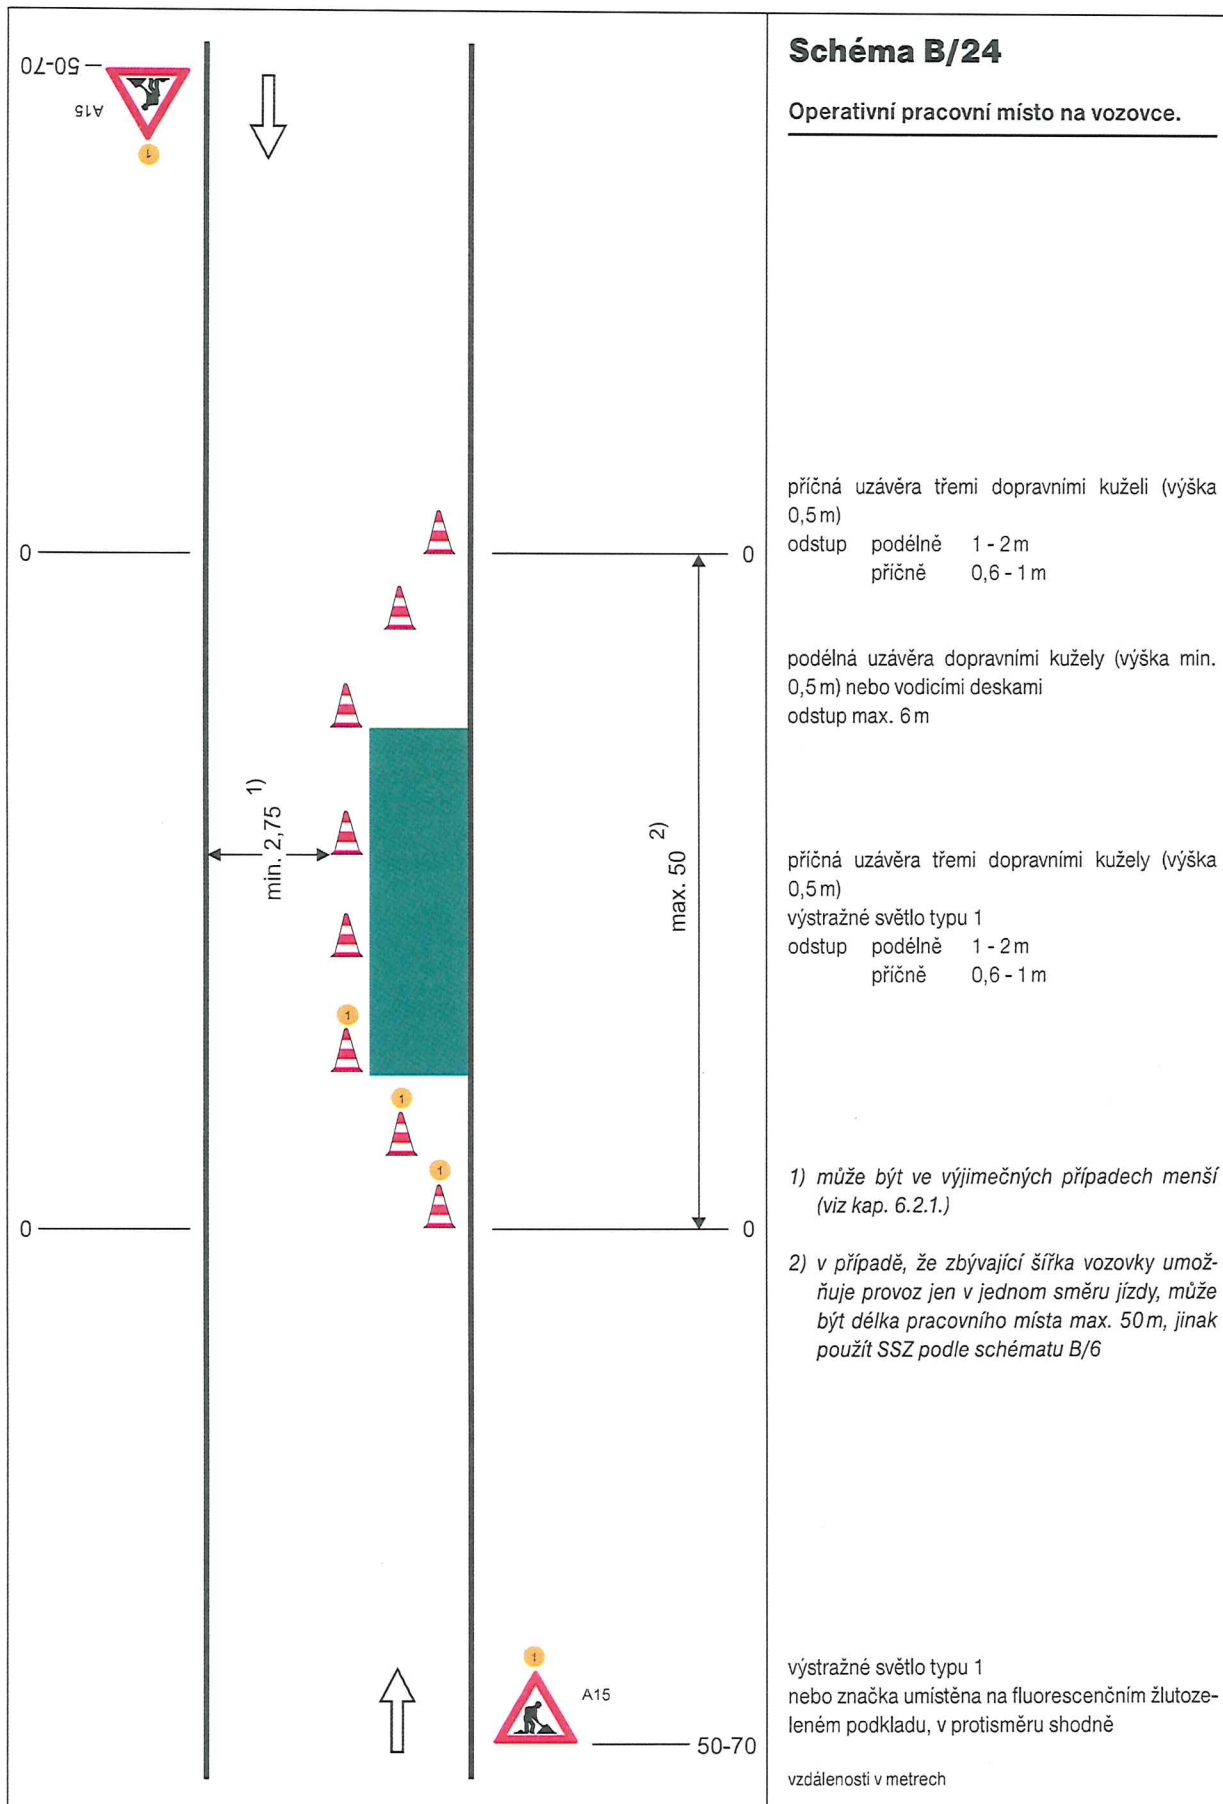 Schéma B/24
Operativní pracovní místo na vozovce.
50-70
A15
1
příčná uzávěra třemi dopravními kuželi (výška
0,5 m)
odstup podélně 1 - 2 m
příčně 0,6 - 1 m
0
0
podélná uzávěra dopravními kužely (výška min.
0,5 m) nebo vodicími deskami
odstup max. 6 m
min. 2,75 1)
max. 50 2)
příčná uzávěra třemi dopravními kužely (výška
0,5 m)
výstražné světlo typu 1
odstup podélně 1 - 2 m
příčně 0,6 - 1 m
1
1
1
0
0
1) může být ve výjimečných případech menší
(viz kap. 6.2.1.)
2) v případě, že zbývající šířka vozovky umož-
ňuje provoz jen v jednom směru jízdy, může
být délka pracovního místa max. 50 m, jinak
použít SSZ podle schématu B/6
1
A15
50-70
výstražné světlo typu 1
nebo značka umístěna na fluorescenčním žlutoze-
leném podkladu, v protisměru shodně
vzdálenosti v metrech